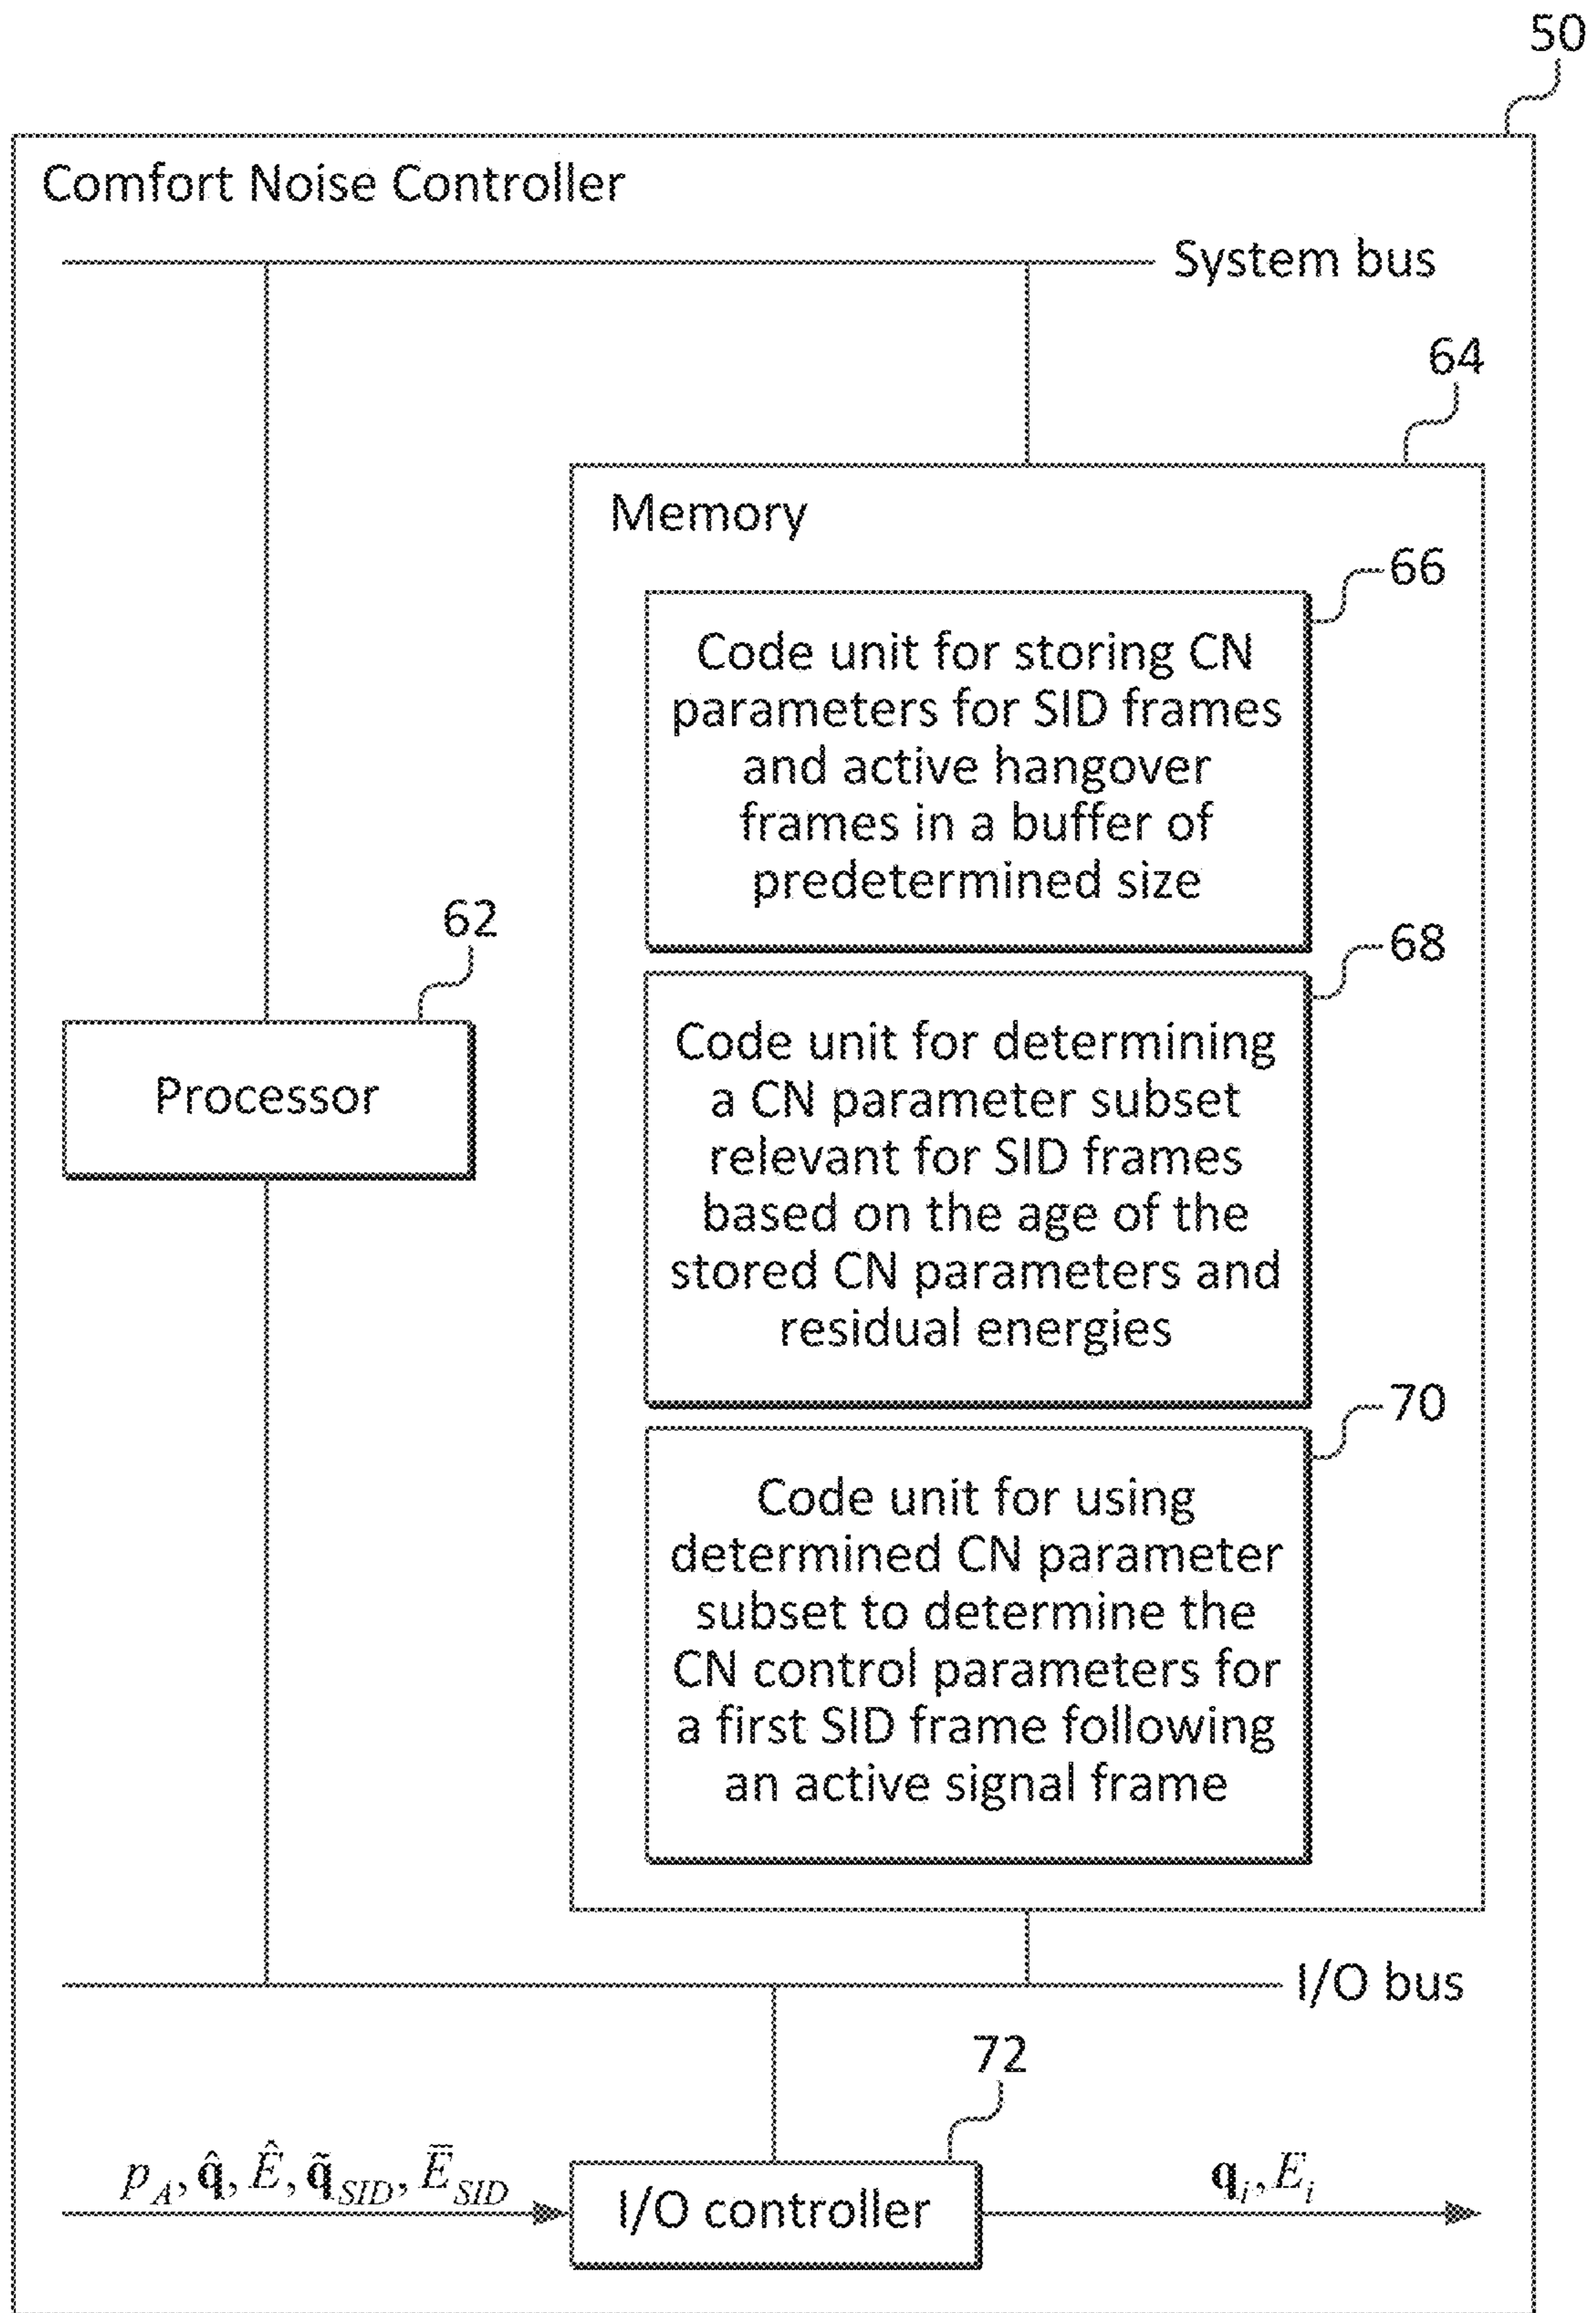 50
Comfort Noise Controller
System bus
64
Memory
66
Code unit for storing CN
parameters for SID frames
and active hangover
frames in a buffer of
predetermined size
62
68
Processor
Code unit for determining
a CN parameter subset
relevant for SID frames
based on the age of the
stored CN parameters and
residual energies
70
Code unit for using
determined CN parameter
subset to determine the
CN control parameters for
a first SID frame following
an active signal frame
I/O bus
72
p_A, q̂, Ê, q̃_SID, E̅_SID
I/O controller
q_i, E_i